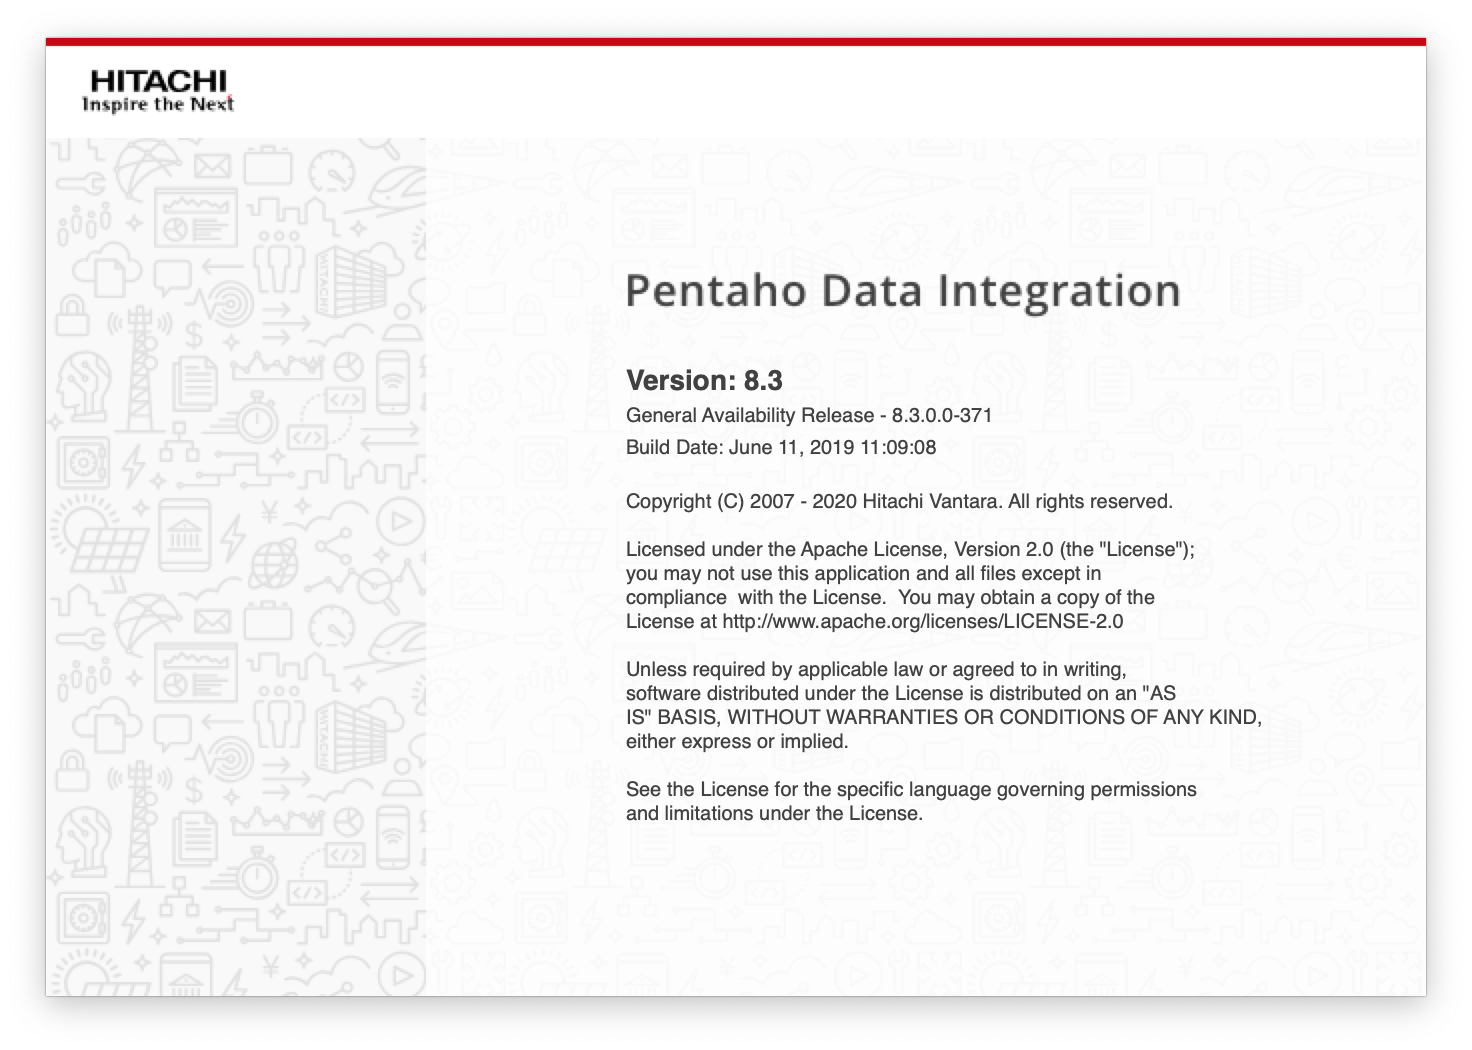 HITACHI
Inspire the Next
Pentaho Data Integration
Version: 8.3
General Availability Release - 8.3.0.0-371
Build Date: June 11, 2019 11:09:08
Copyright (C) 2007 - 2020 Hitachi Vantara. All rights reserved.
Licensed under the Apache License, Version 2.0 (the "License");
you may not use this application and all files except in
compliance  with the License.  You may obtain a copy of the
License at http://www.apache.org/licenses/LICENSE-2.0
Unless required by applicable law or agreed to in writing,
software distributed under the License is distributed on an "AS
IS" BASIS, WITHOUT WARRANTIES OR CONDITIONS OF ANY KIND,
either express or implied.
See the License for the specific language governing permissions
and limitations under the License.
HITACHI
HITACHI